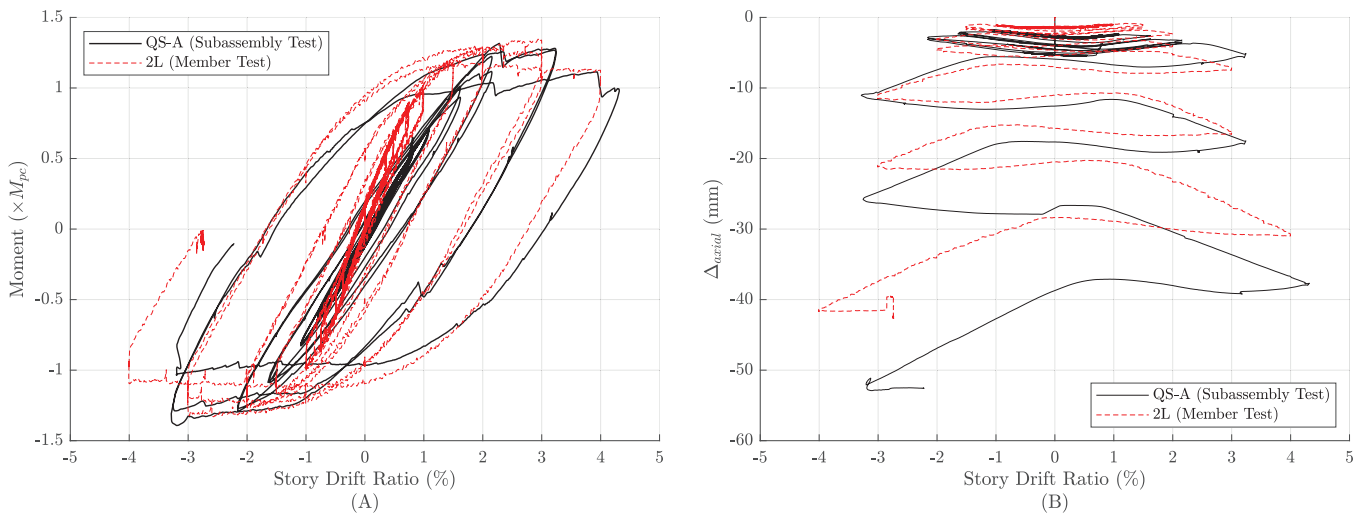 1.5
1
0.5
0
-0.5
-1
-1.5
Moment (×M_pc)
QS-A (Subassembly Test)
2L (Member Test)
-5 -4 -3 -2 -1 0 1 2 3 4 5
Story Drift Ratio (%)
(A)
0
-10
-20
-30
-40
-50
-60
Δ_axial (mm)
QS-A (Subassembly Test)
2L (Member Test)
-5 -4 -3 -2 -1 0 1 2 3 4 5
Story Drift Ratio (%)
(B)